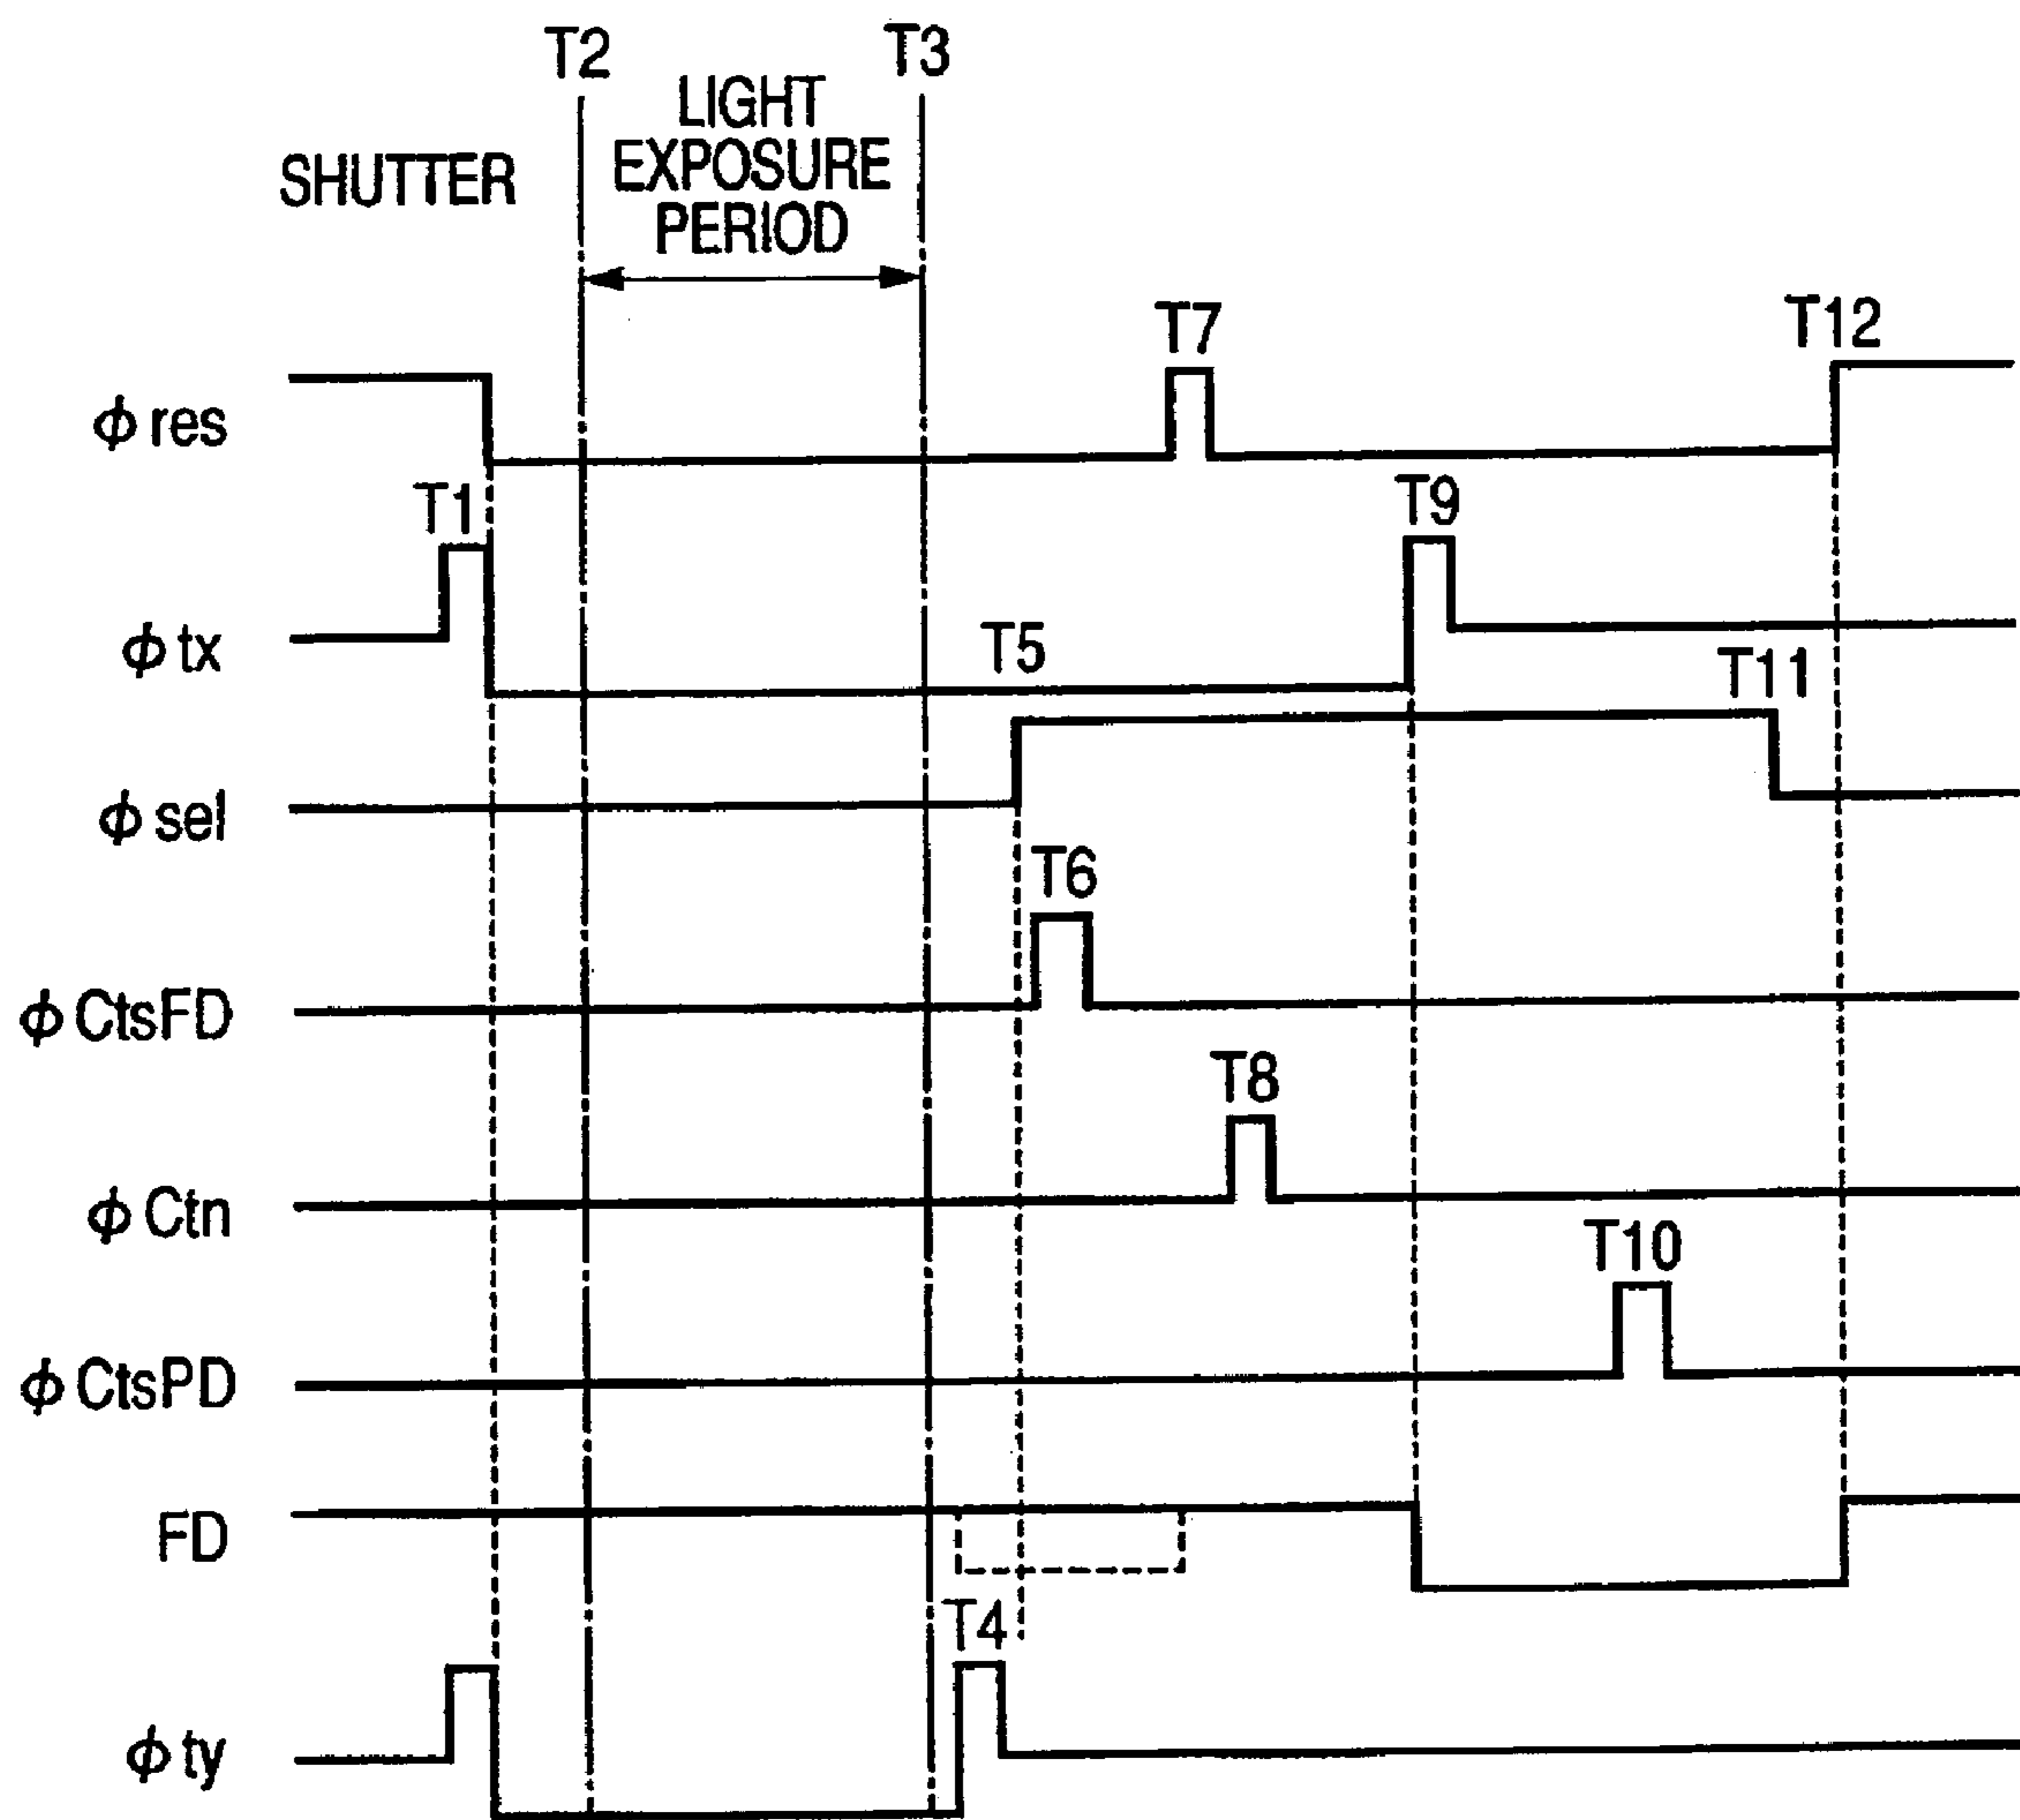 T2
T3
SHUTTER
LIGHT
EXPOSURE
PERIOD
T7
T12
ϕ res
T1
T9
ϕ tx
T5
T11
ϕ sel
T6
ϕ CtsFD
T8
ϕ Ctn
T10
ϕ CtsPD
FD
T4
ϕ ty